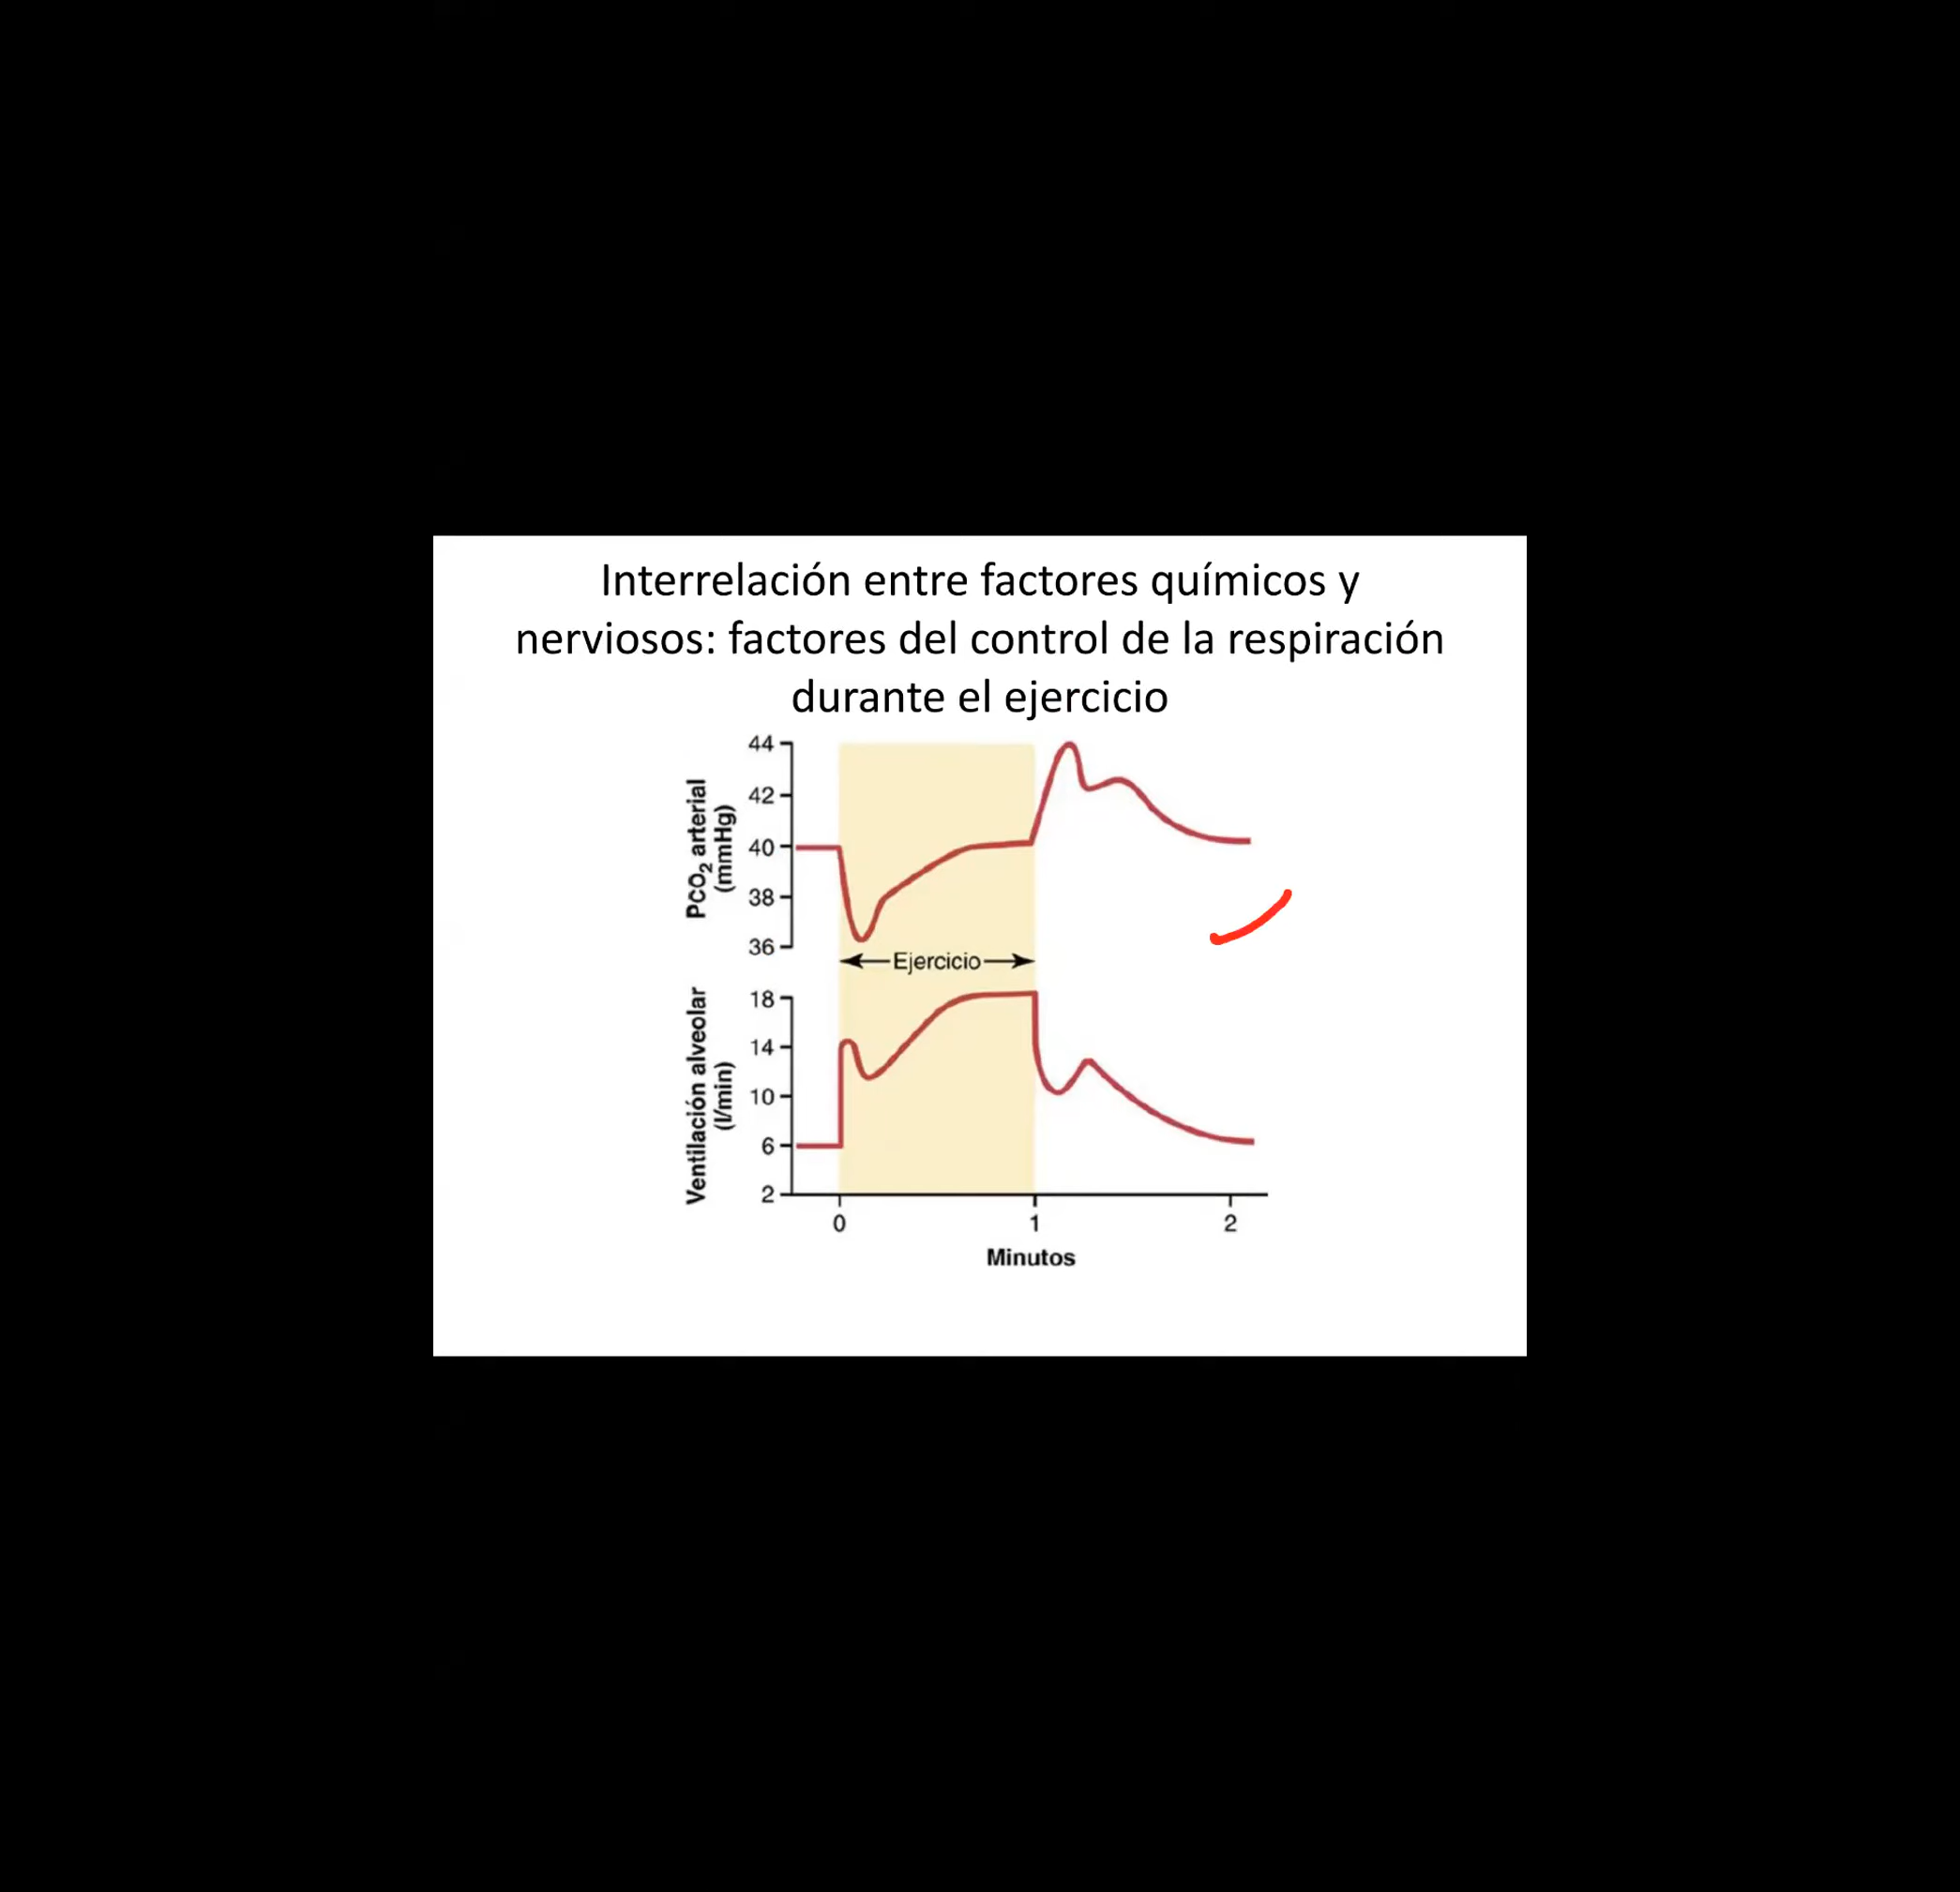 Interrelación entre factores químicos y
nerviosos: factores del control de la respiración
durante el ejercicio
PCO2 arterial
(mmHg)
44
42
40
38
36
Ejercicio
Ventilación alveolar
(l/min)
18
14
10
6
2
0 1 2
Minutos